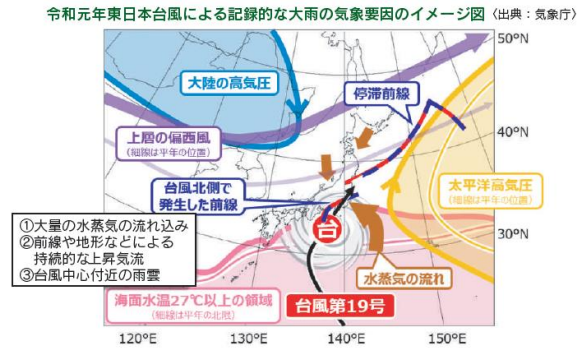 令和元年東日本台風による記録的な大雨の気象要因のイメージ図〈出典：気象庁〉
50°N
大陸の高気圧
停滞前線
上層の偏西風
（細線は平年の位置）
40°N
太平洋高気圧
（細線は平年の位置）
台風北側で
発生した前線
①大量の水蒸気の流れ込み
②前線や地形などによる
持続的な上昇気流
③台風中心付近の雨雲
台
30°N
水蒸気の流れ
海面水温27℃以上の領域
（細線は平年の北限）
台風第19号
120°E
130°E
140°E
150°E